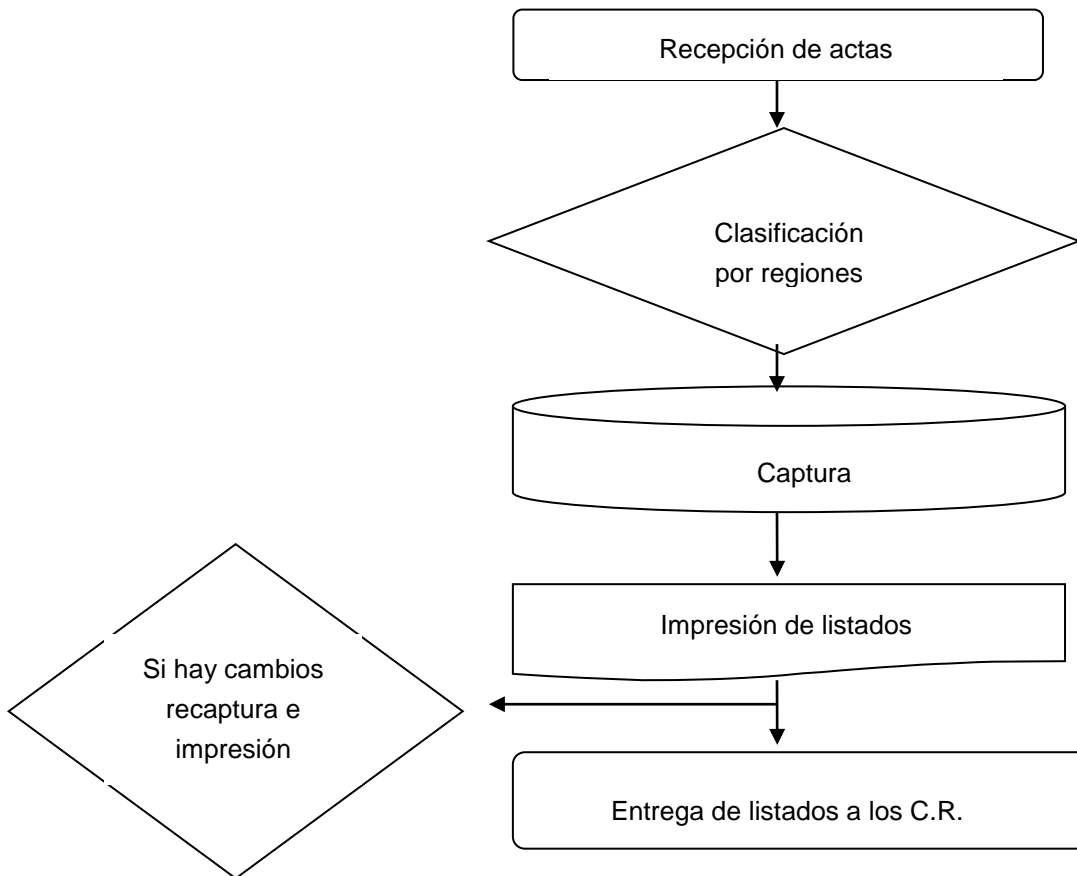 Recepción de actas
Clasificación
por regiones
Captura
Impresión de listados
Si hay cambios
recaptura e
impresión
Entrega de listados a los C.R.